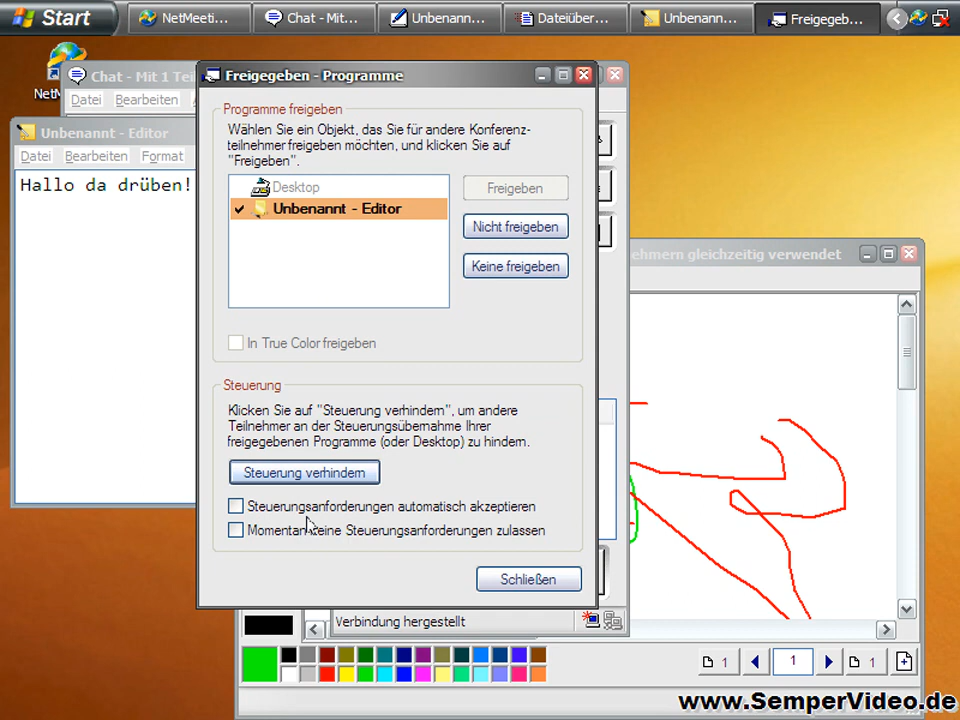 Start
NetMeeti...
Chat - Mit...
Unbenann...
Dateiüber...
Unbenann...
Freigegeb...
Chat - Mit 1 Teil
Datei Bearbeiten
Unbenannt - Editor
Datei Bearbeiten Format
Hallo da drüben!
Freigegeben - Programme
Programme freigeben
Wählen Sie ein Objekt, das Sie für andere Konferenz-
teilnehmer freigeben möchten, und klicken Sie auf
"Freigeben".
Desktop
Unbenannt - Editor
Freigeben
Nicht freigeben
Keine freigeben
In True Color freigeben
Steuerung
Klicken Sie auf "Steuerung verhindern", um andere
Teilnehmer an der Steuerungsübernahme Ihrer
freigegebenen Programme (oder Desktop) zu hindern.
Steuerung verhindern
Steuerungsanforderungen automatisch akzeptieren
Momentan keine Steuerungsanforderungen zulassen
Schließen
ehmern gleichzeitig verwendet
Verbindung hergestellt
1 1 1
www.SemperVideo.de